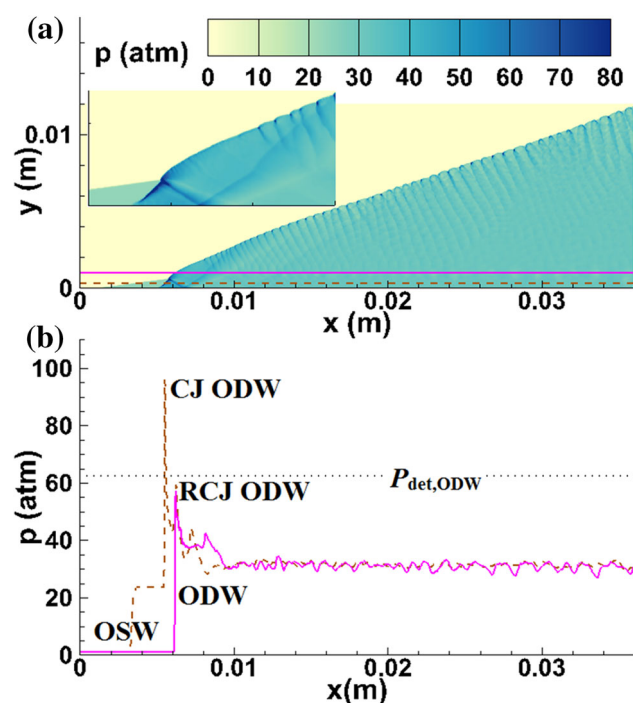 (a)
p (atm)
0 10 20 30 40 50 60 70 80
0.01
0
y (m)
0 0.01 0.02 0.03
x (m)
(b)
100
80
60
40
20
0
p (atm)
CJ ODW
RCJ ODW
P det,ODW
ODW
OSW
0 0.01 0.02 0.03
x(m)